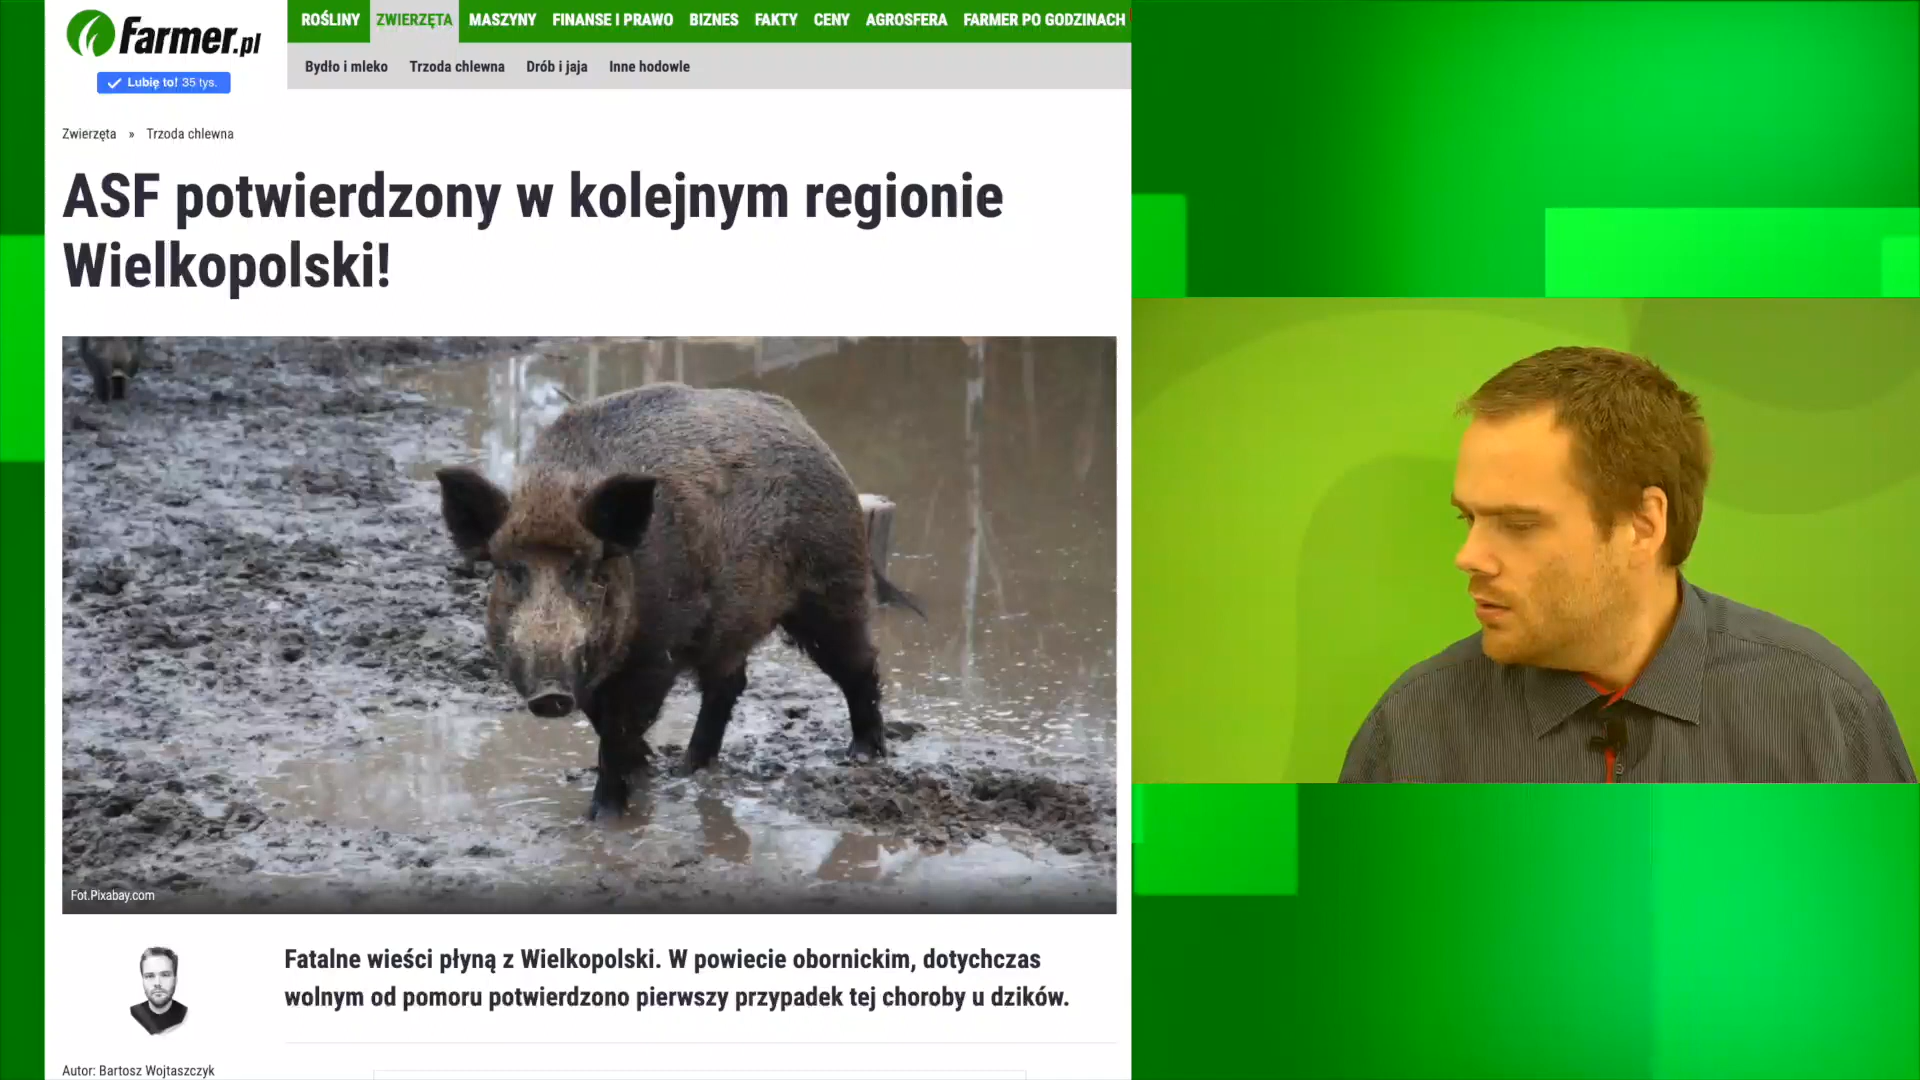 Farmer.pl
Lubię to! 35 tys.
ROŚLINY ZWIERZĘTA MASZYNY FINANSE I PRAWO BIZNES FAKTY CENY AGROSFERA FARMER PO GODZINACH
Bydło i mleko Trzoda chlewna Drób i jaja Inne hodowle
Zwierzęta » Trzoda chlewna
ASF potwierdzony w kolejnym regionie
Wielkopolski!
Fot.Pixabay.com
Fatalne wieści płyną z Wielkopolski. W powiecie obornickim, dotychczas
wolnym od pomoru potwierdzono pierwszy przypadek tej choroby u dzików.
Autor: Bartosz Wojtaszczyk